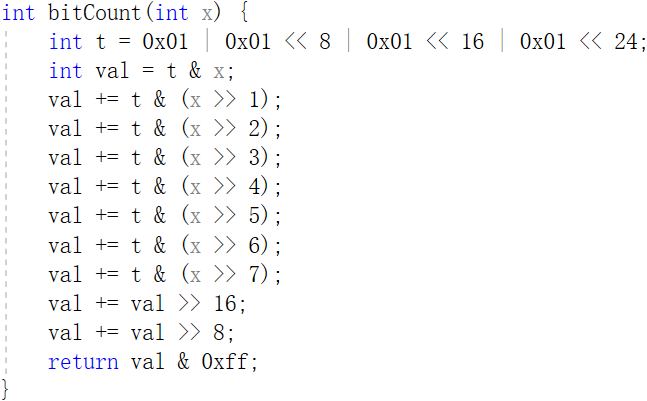 int bitCount(int x) {
    int t = 0x01 | 0x01 << 8 | 0x01 << 16 | 0x01 << 24;
    int val = t & x;
    val += t & (x >> 1);
    val += t & (x >> 2);
    val += t & (x >> 3);
    val += t & (x >> 4);
    val += t & (x >> 5);
    val += t & (x >> 6);
    val += t & (x >> 7);
    val += val >> 16;
    val += val >> 8;
    return val & 0xff;
}